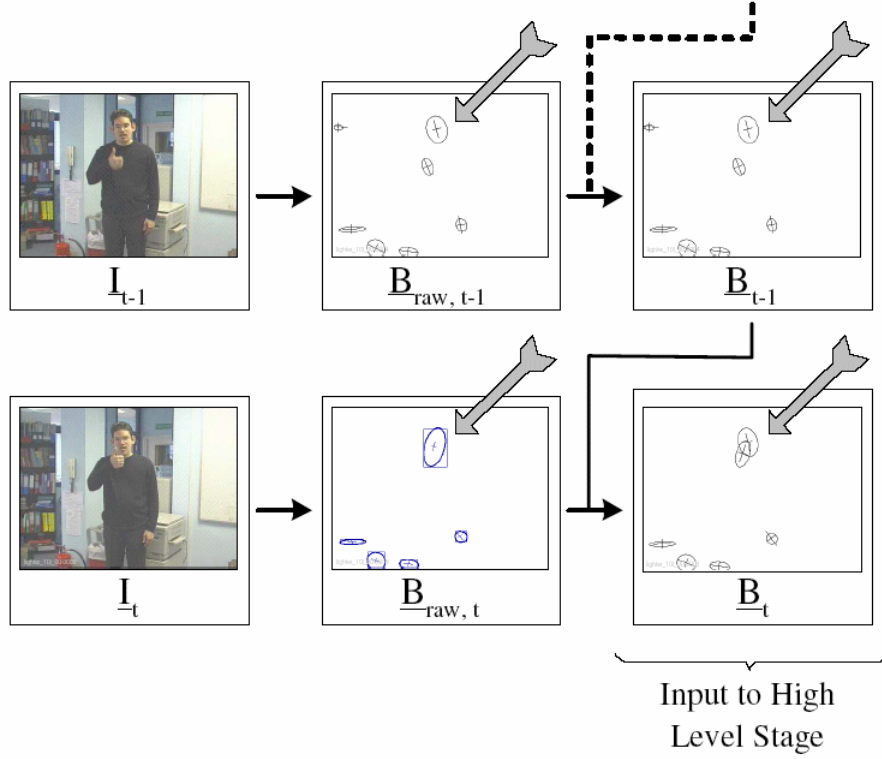 I t-1
B raw, t-1
B t-1
I t
B raw, t
B t
Input to High
Level Stage